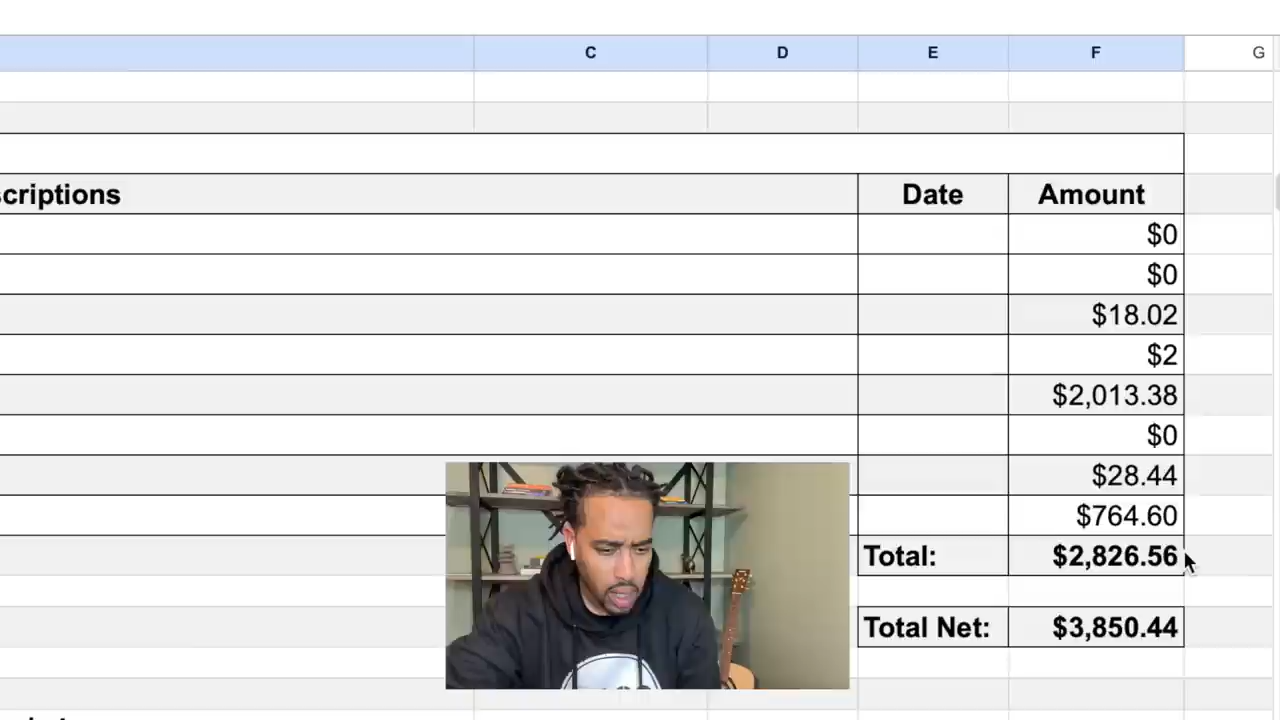 C D E F G
scriptions Date Amount
$0
$0
$18.02
$2
$2,013.38
$0
$28.44
$764.60
Total: $2,826.56
Total Net: $3,850.44